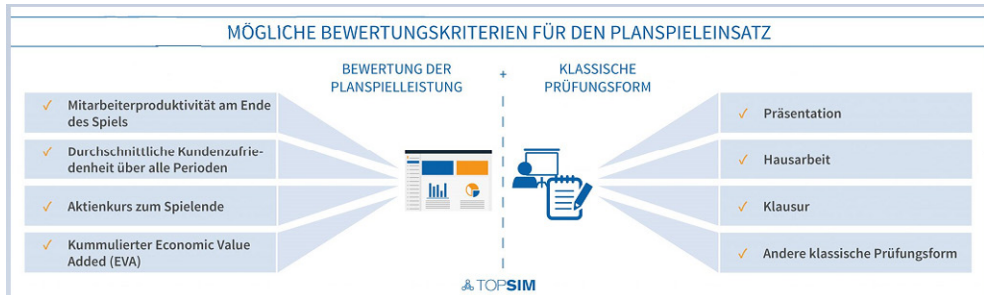 MÖGLICHE BEWERTUNGSKRITERIEN FÜR DEN PLANSPIELEINSATZ
BEWERTUNG DER
PLANSPIELLEISTUNG
+
KLASSISCHE
PRÜFUNGSFORM
✓ Mitarbeiterproduktivität am Ende
des Spiels
✓ Durchschnittliche Kundenzufrie-
denheit über alle Perioden
✓ Aktienkurs zum Spielende
✓ Kummulierter Economic Value
Added (EVA)
✓ Präsentation
✓ Hausarbeit
✓ Klausur
✓ Andere klassische Prüfungsform
TOPSIM